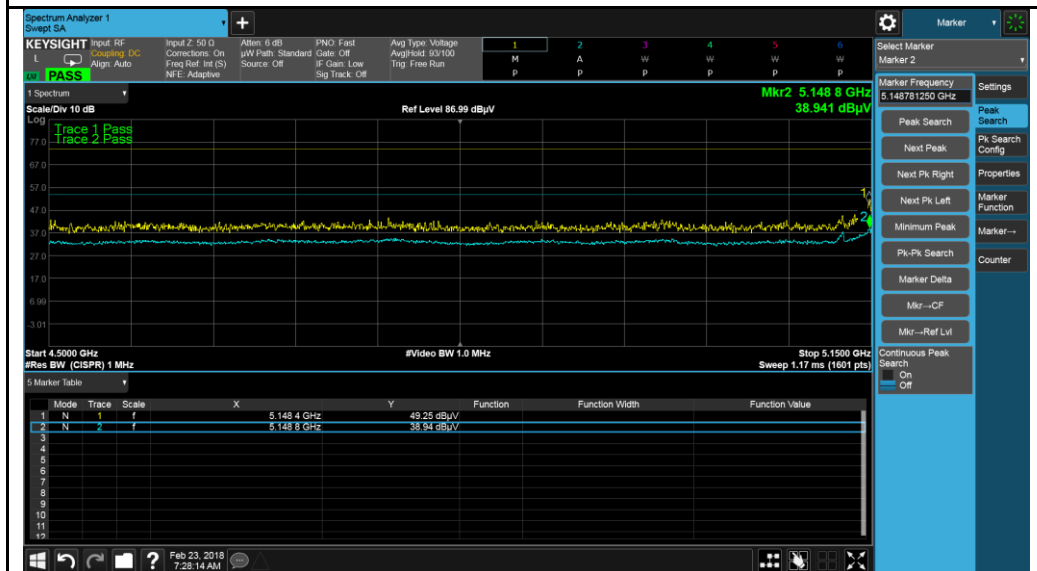 Spectrum Analyzer 1
Swept SA
+
Marker
KEYSIGHT
Input: RF
Input Z: 50 Ω
Atten: 6 dB
PNO: Fast
Avg Type: Voltage
1 2 3 4 5 6
L
Coupling: DC
Corrections: On
µW Path: Standard
Gate: Off
Avg|Hold: 93/100
M A W W W W
Align: Auto
Freq Ref: Int (S)
Source: Off
IF Gain: Low
Trig: Free Run
PASS
NFE: Adaptive
Sig Track: Off
P P P P P P
Select Marker
Marker 2
1 Spectrum
Mkr2 5.148 8 GHz
Scale/Div 10 dB
Ref Level 86.99 dBµV
38.941 dBµV
Log
Trace 1 Pass
Trace 2 Pass
77.0
67.0
57.0
47.0
37.0
27.0
17.0
6.99
-3.01
1
2
Start 4.5000 GHz
#Video BW 1.0 MHz
Stop 5.1500 GHz
#Res BW (CISPR) 1 MHz
Sweep 1.17 ms (1601 pts)
5 Marker Table
Mode Trace Scale X Y Function Function Width Function Value
1 N 1 f 5.148 4 GHz 49.25 dBµV
2 N 2 f 5.148 8 GHz 38.94 dBµV
3
4
5
6
7
8
9
10
11
12
Marker Frequency
5.148781250 GHz
Peak Search
Next Peak
Next Pk Right
Next Pk Left
Minimum Peak
Pk-Pk Search
Marker Delta
Mkr→CF
Mkr→Ref Lvl
Continuous Peak
Search
On
Off
Settings
Peak
Search
Pk Search
Config
Properties
Marker
Function
Marker→
Counter
?
Feb 23, 2018
7:28:14 AM